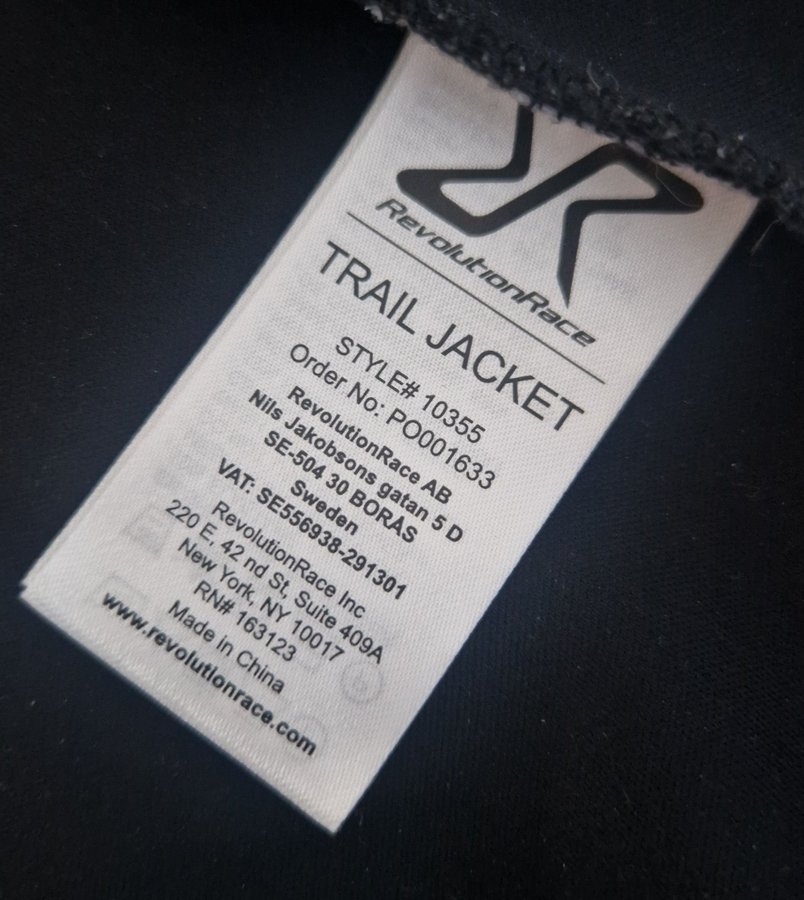 RevolutionRace
TRAIL JACKET
STYLE# 10355
Order No: PO001633
RevolutionRace AB
Nils Jakobsons gatan 5 D
SE-504 30 BORÅS
Sweden
VAT: SE556938-291301
RevolutionRace Inc
220 E. 42 nd St, Suite 409A
New York, NY 10017
RN# 163123
Made in China
www.revolutionrace.com